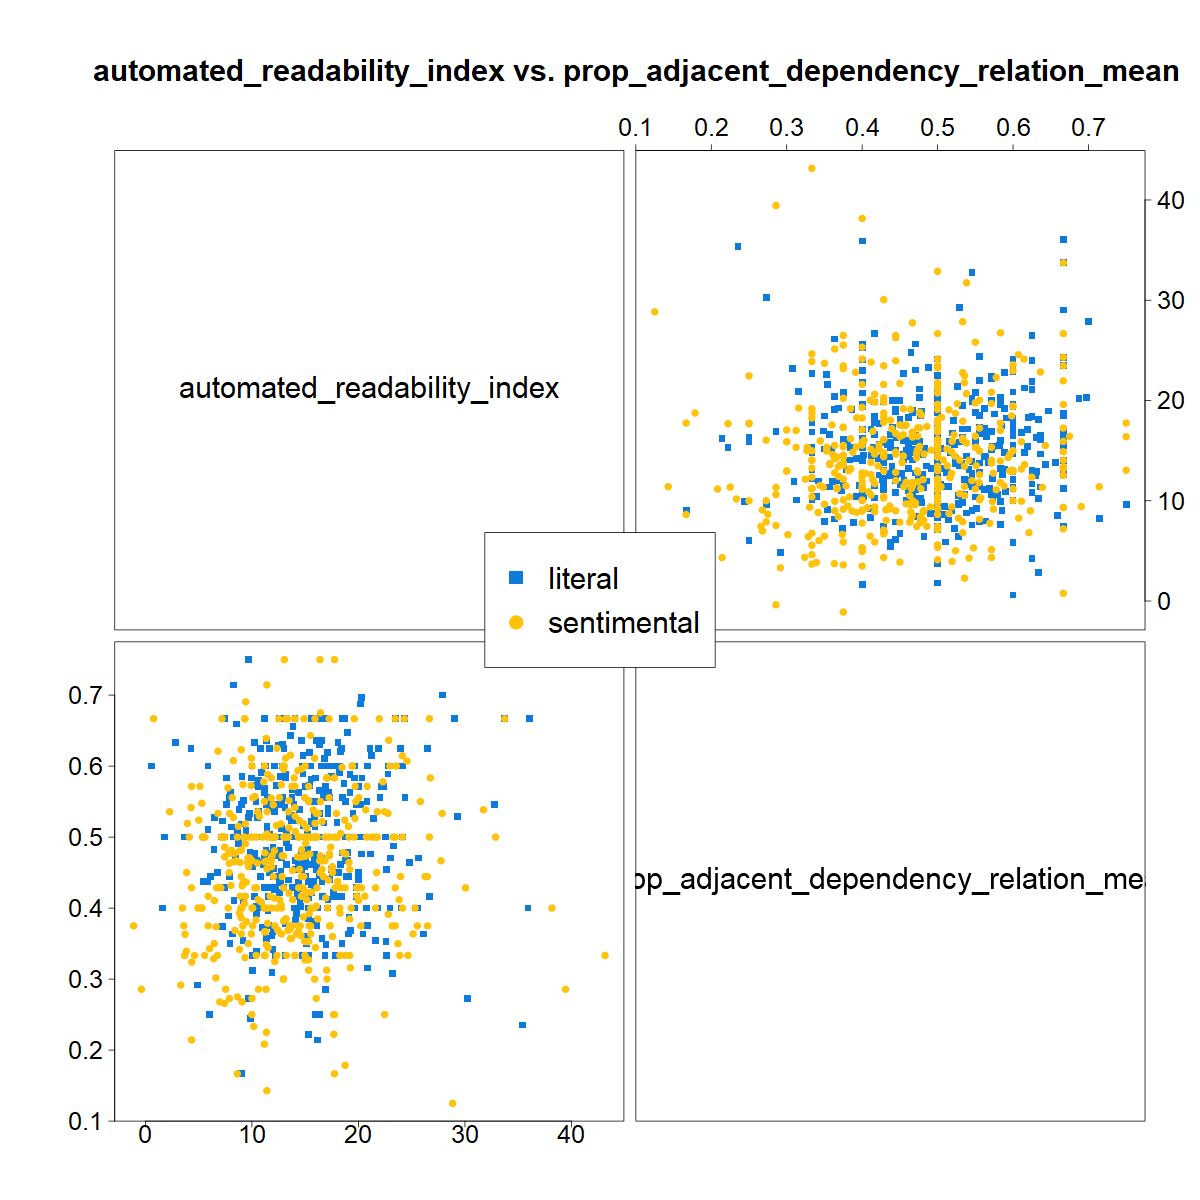 automated_readability_index vs. prop_adjacent_dependency_relation_mean
0.1 0.2 0.3 0.4 0.5 0.6 0.7
automated_readability_index
40
30
20
10
0
literal
sentimental
0.7
0.6
0.5
0.4
0.3
0.2
0.1
op_adjacent_dependency_relation_me
0 10 20 30 40